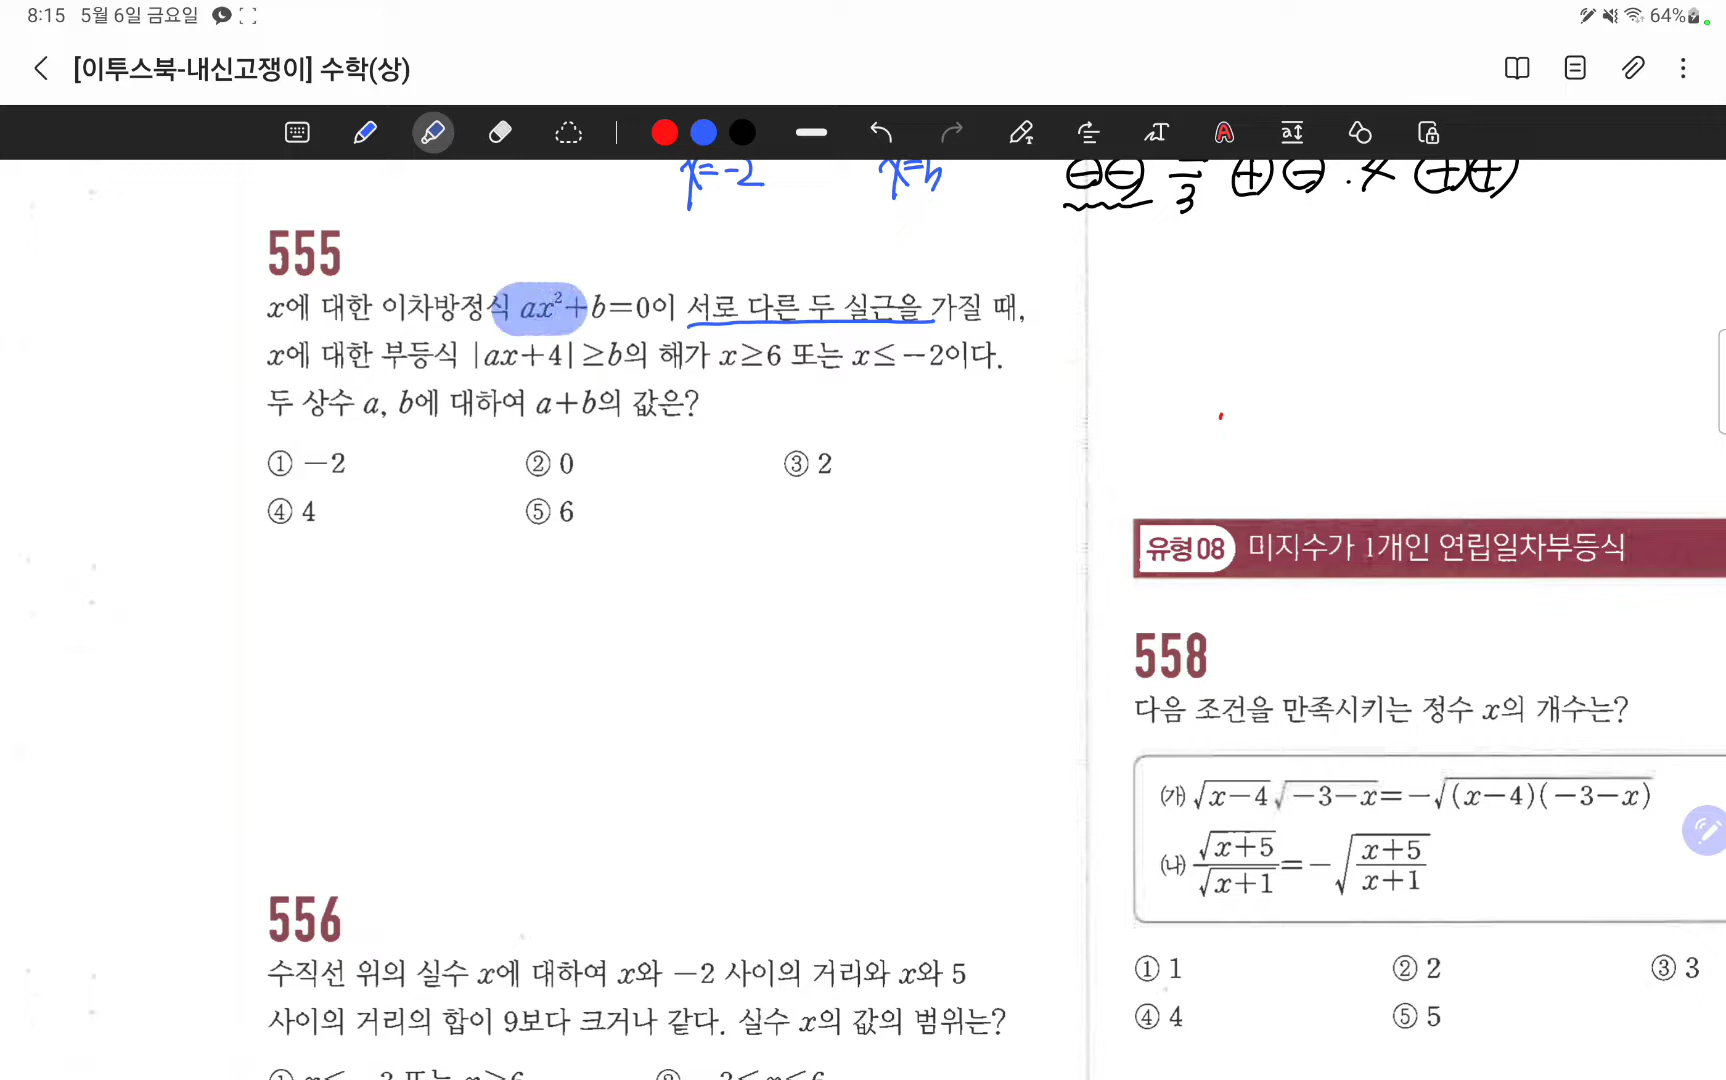 8:15 5월 6일 금요일
64%
[이투스북-내신고쟁이] 수학(상)
x=-2 x=5
⊖⊖ 3 ⊕⊖ . x ⊕⊕
555
x에 대한 이차방정식 ax²+b=0이 서로 다른 두 실근을 가질 때,
x에 대한 부등식 |ax+4|≥b의 해가 x≥6 또는 x≤-2이다.
두 상수 a, b에 대하여 a+b의 값은?
① -2 ② 0 ③ 2
④ 4 ⑤ 6
556
수직선 위의 실수 x에 대하여 x와 -2 사이의 거리와 x와 5
사이의 거리의 합이 9보다 크거나 같다. 실수 x의 값의 범위는?
유형 08 미지수가 1개인 연립일차부등식
558
다음 조건을 만족시키는 정수 x의 개수는?
㈎ √(x-4)√(-3-x)=-√((x-4)(-3-x))
㈏ √(x+5)/√(x+1)=-√((x+5)/(x+1))
① 1 ② 2 ③ 3
④ 4 ⑤ 5